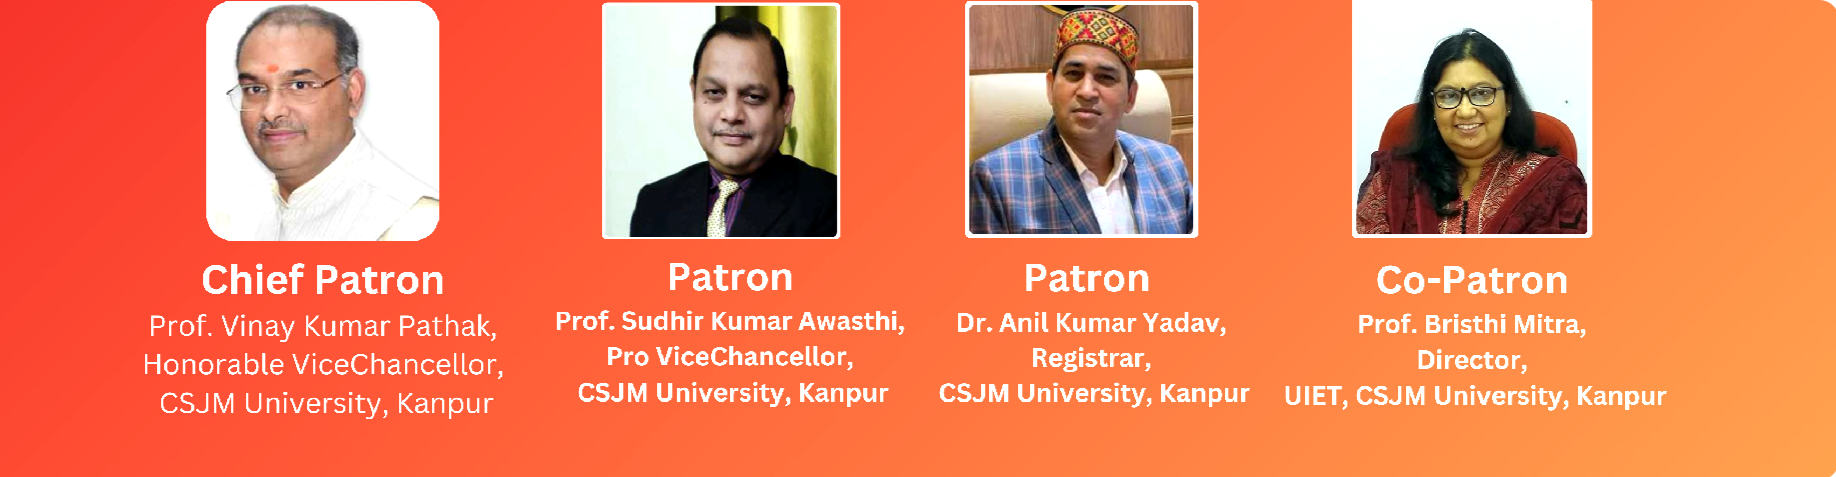 Chief Patron
Prof. Vinay Kumar Pathak,
Honorable ViceChancellor,
CSJM University, Kanpur
Patron
Prof. Sudhir Kumar Awasthi,
Pro ViceChancellor,
CSJM University, Kanpur
Patron
Dr. Anil Kumar Yadav,
Registrar,
CSJM University, Kanpur
Co-Patron
Prof. Bristhi Mitra,
Director,
UIET, CSJM University, Kanpur